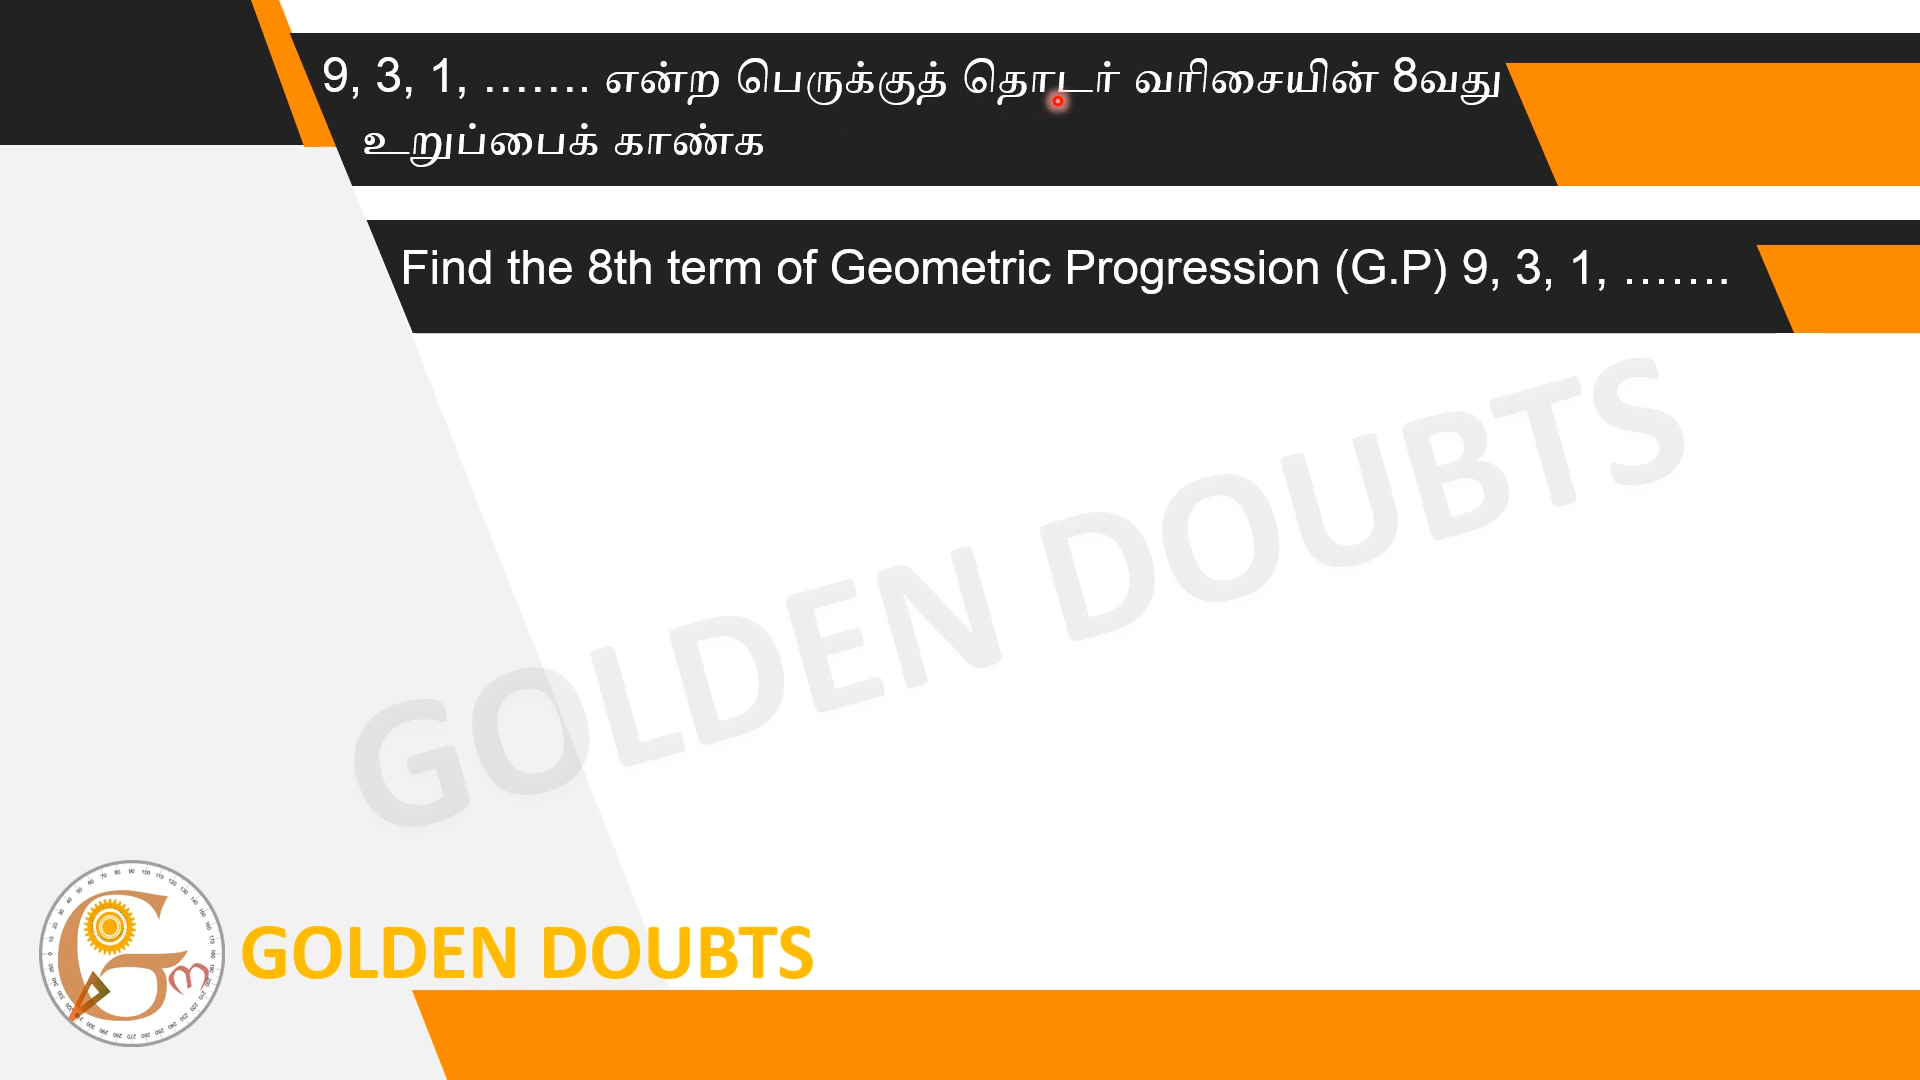 9, 3, 1, ....... என்ற பெருக்குத் தொடர் வரிசையின் 8வது
உறுப்பைக் காண்க
Find the 8th term of Geometric Progression (G.P) 9, 3, 1, .......
GOLDEN DOUBTS
GOLDEN DOUBTS